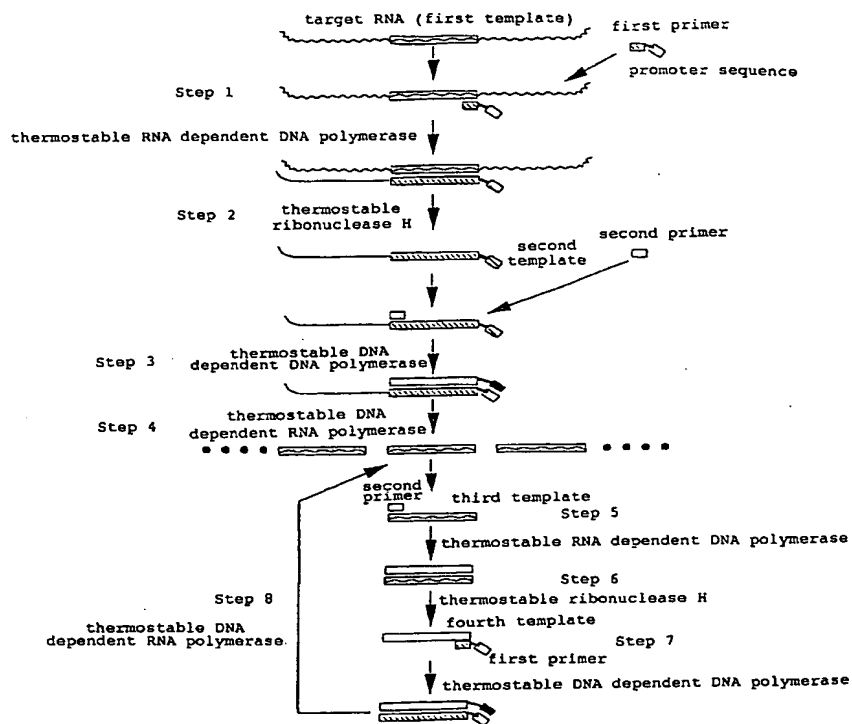 target RNA (first template)
first primer
promoter sequence
Step 1
thermostable RNA dependent DNA polymerase
Step 2
thermostable
ribonuclease H
second
template
second primer
Step 3
thermostable DNA
dependent DNA polymerase
Step 4
thermostable DNA
dependent RNA polymerase
second
primer
third template
Step 5
thermostable RNA dependent DNA polymerase
Step 6
thermostable ribonuclease H
Step 8
thermostable DNA
dependent RNA polymerase
fourth template
Step 7
first primer
thermostable DNA dependent DNA polymerase